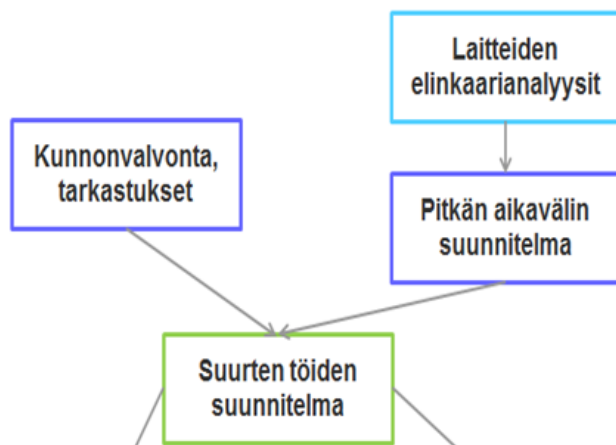 Laitteiden
elinkaarianalyysit
Kunnonvalvonta,
tarkastukset
Pitkän aikavälin
suunnitelma
Suurten töiden
suunnitelma